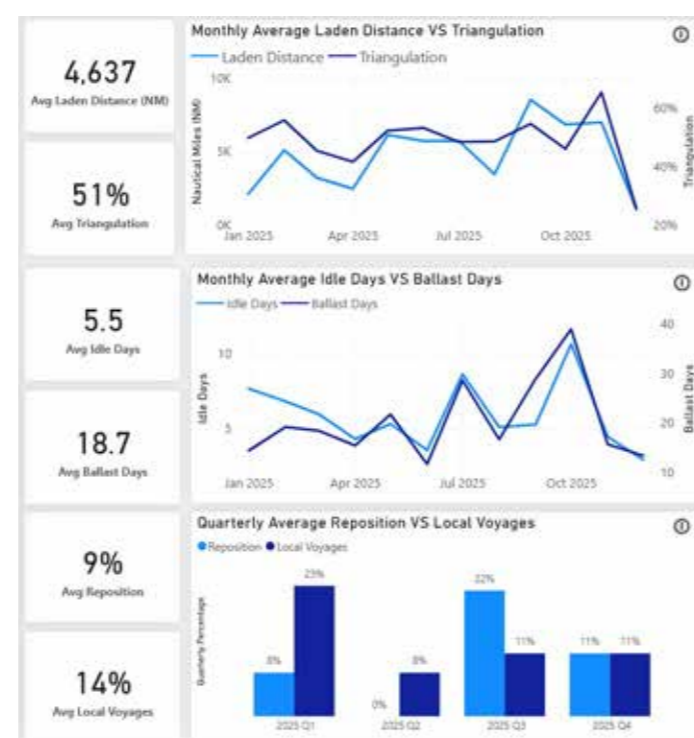 4,637
Avg Laden Distance (NM)
51%
Avg Triangulation
5.5
Avg Idle Days
18.7
Avg Ballast Days
9%
Avg Reposition
14%
Avg Local Voyages
Monthly Average Laden Distance VS Triangulation
Laden Distance Triangulation
Nautical Miles (NM)
10K
5K
0K
60%
40%
20%
Triangulation
Jan 2025 Apr 2025 Jul 2025 Oct 2025
Monthly Average Idle Days VS Ballast Days
Idle Days Ballast Days
Idle Days
10
5
40
30
20
10
Ballast Days
Jan 2025 Apr 2025 Jul 2025 Oct 2025
Quarterly Average Reposition VS Local Voyages
Reposition Local Voyages
Quarterly Percentage
8% 23% 0% 8% 22% 11% 11% 11%
2025 Q1 2025 Q2 2025 Q3 2025 Q4